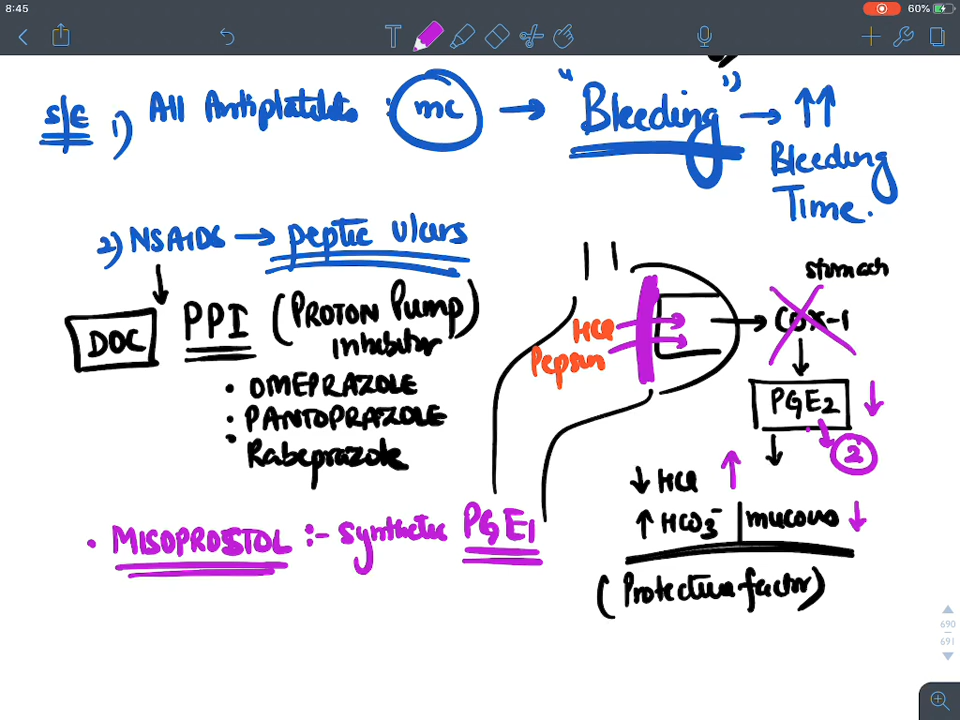 8:45
60%
T
S/E 1) All Antiplatelets : mc → "Bleeding" → ↑↑
Bleeding
Time.
2) NSAIDS → peptic ulcers
DOC PPI (PROTON Pump)
Inhibitor
• OMEPRAZOLE
• PANTOPRAZOLE
• Rabeprazole
• MISOPROSTOL :- synthetic PGE1
stomach
HCl
Pepsin
→ COX-1
↓
PGE2 ↓
↓ 2
↓ HCl ↑
↑ HCO3⁻ | mucous ↓
(Protective factor)
690
691